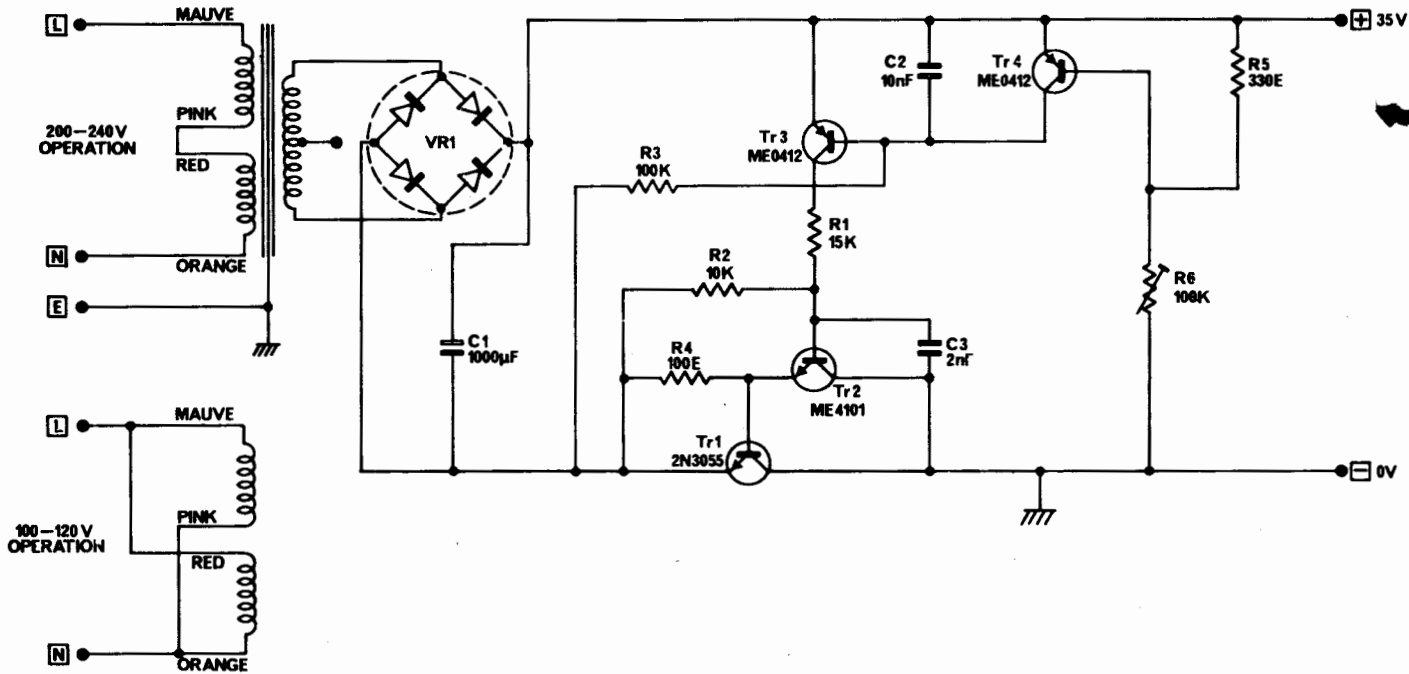 L
MAUVE
PINK
200-240 V
OPERATION
RED
N
ORANGE
E
VR1
C1
1000µF
R3
100K
R2
10K
R4
100E
Tr1
2N3055
Tr3
ME0412
R1
15K
Tr2
ME4101
C3
2nF
C2
10nF
Tr4
ME0412
R5
330E
R6
100K
+ 35V
- 0V
L
MAUVE
PINK
100-120 V
OPERATION
RED
N
ORANGE